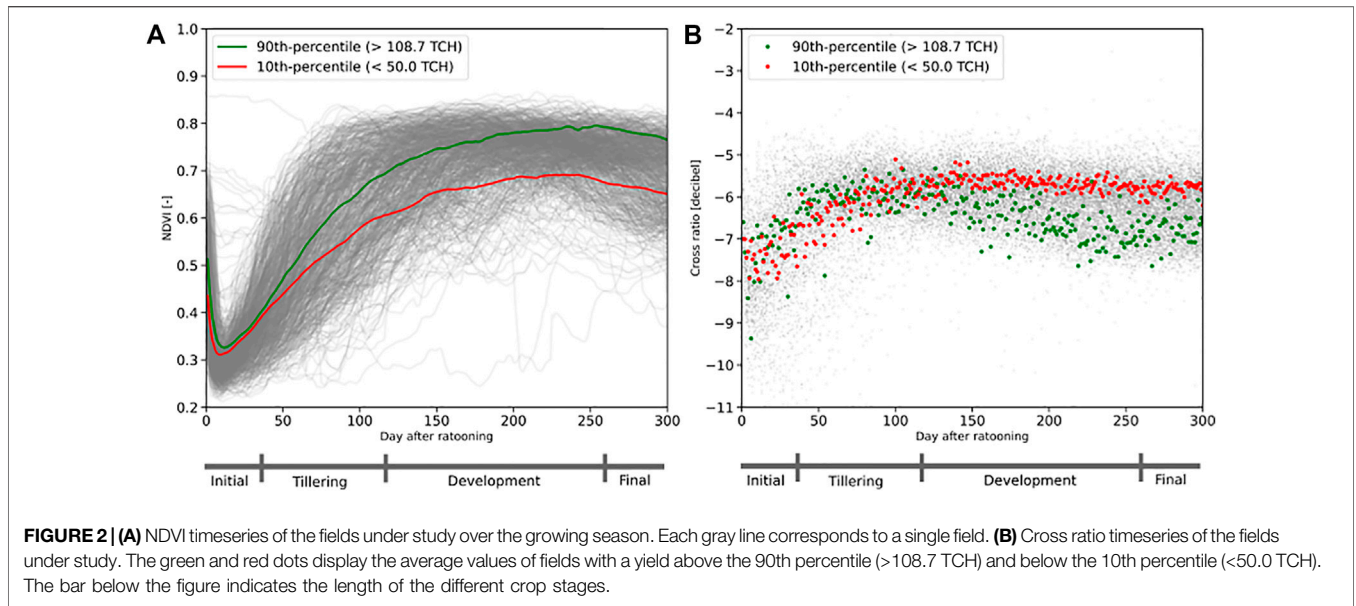 A
1.0
0.9
0.8
0.7
0.6
0.5
0.4
0.3
0.2
NDVI [-]
90th-percentile (> 108.7 TCH)
10th-percentile (< 50.0 TCH)
0 50 100 150 200 250 300
Day after ratooning
Initial Tillering Development Final
B
−2
−3
−4
−5
−6
−7
−8
−9
−10
−11
Cross ratio [decibel]
90th-percentile (> 108.7 TCH)
10th-percentile (< 50.0 TCH)
0 50 100 150 200 250 300
Day after ratooning
Initial Tillering Development Final
FIGURE 2 | (A) NDVI timeseries of the fields under study over the growing season. Each gray line corresponds to a single field. (B) Cross ratio timeseries of the fields
under study. The green and red dots display the average values of fields with a yield above the 90th percentile (>108.7 TCH) and below the 10th percentile (<50.0 TCH).
The bar below the figure indicates the length of the different crop stages.